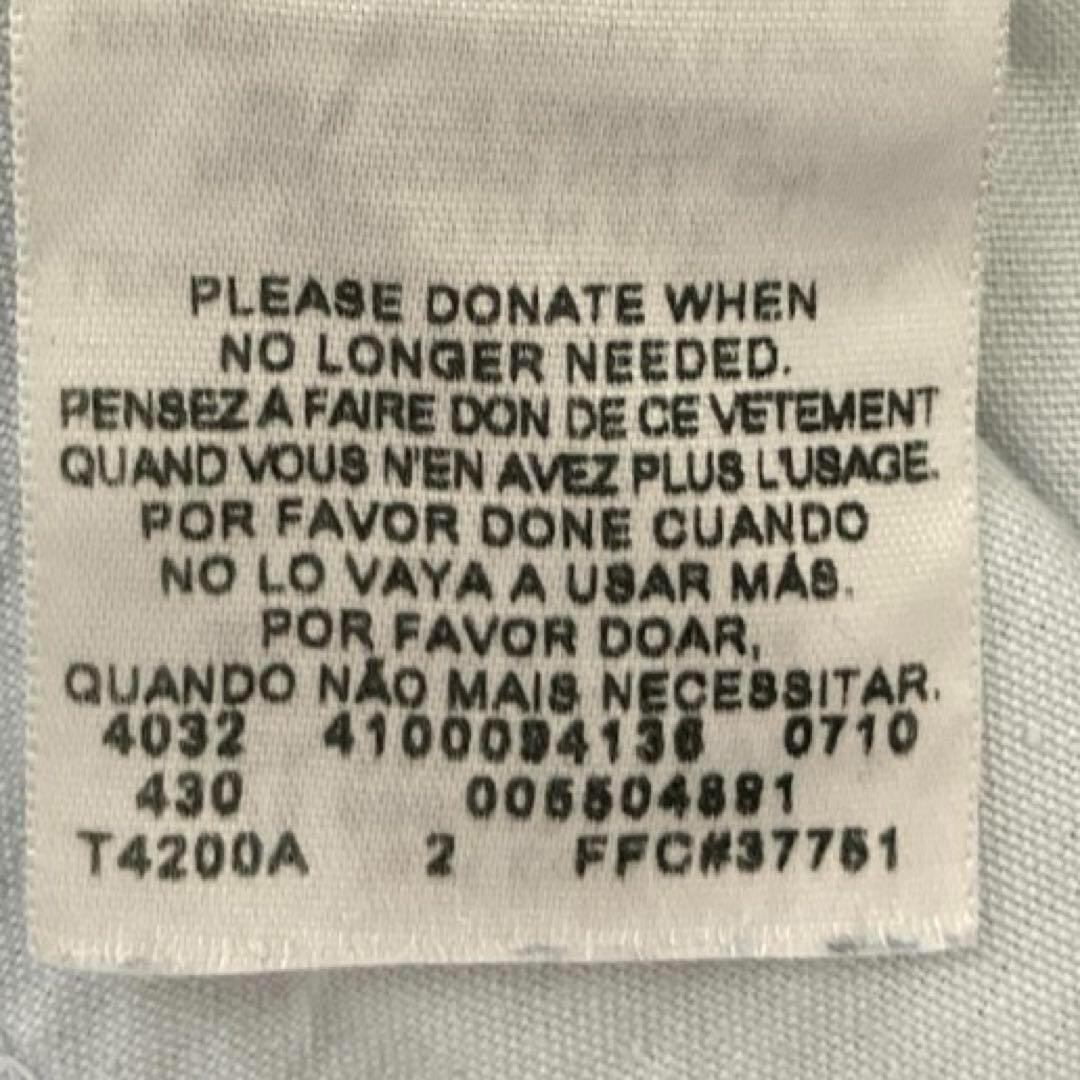 PLEASE DONATE WHEN
NO LONGER NEEDED.
PENSEZ A FAIRE DON DE CE VETEMENT
QUAND VOUS N'EN AVEZ PLUS L'USAGE.
POR FAVOR DONE CUANDO
NO LO VAYA A USAR MÁS.
POR FAVOR DOAR,
QUANDO NÃO MAIS NECESSITAR.
4032 4100094136 0710
430
T4200A 2 FFC#37751